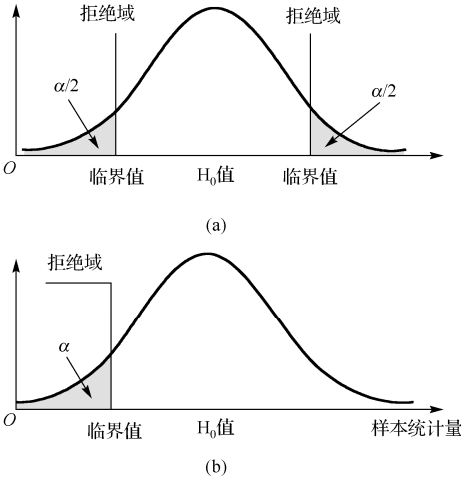 拒绝域 拒绝域
α/2 α/2
O 临界值 H₀值 临界值
(a)
拒绝域
α
O 临界值 H₀值 样本统计量
(b)